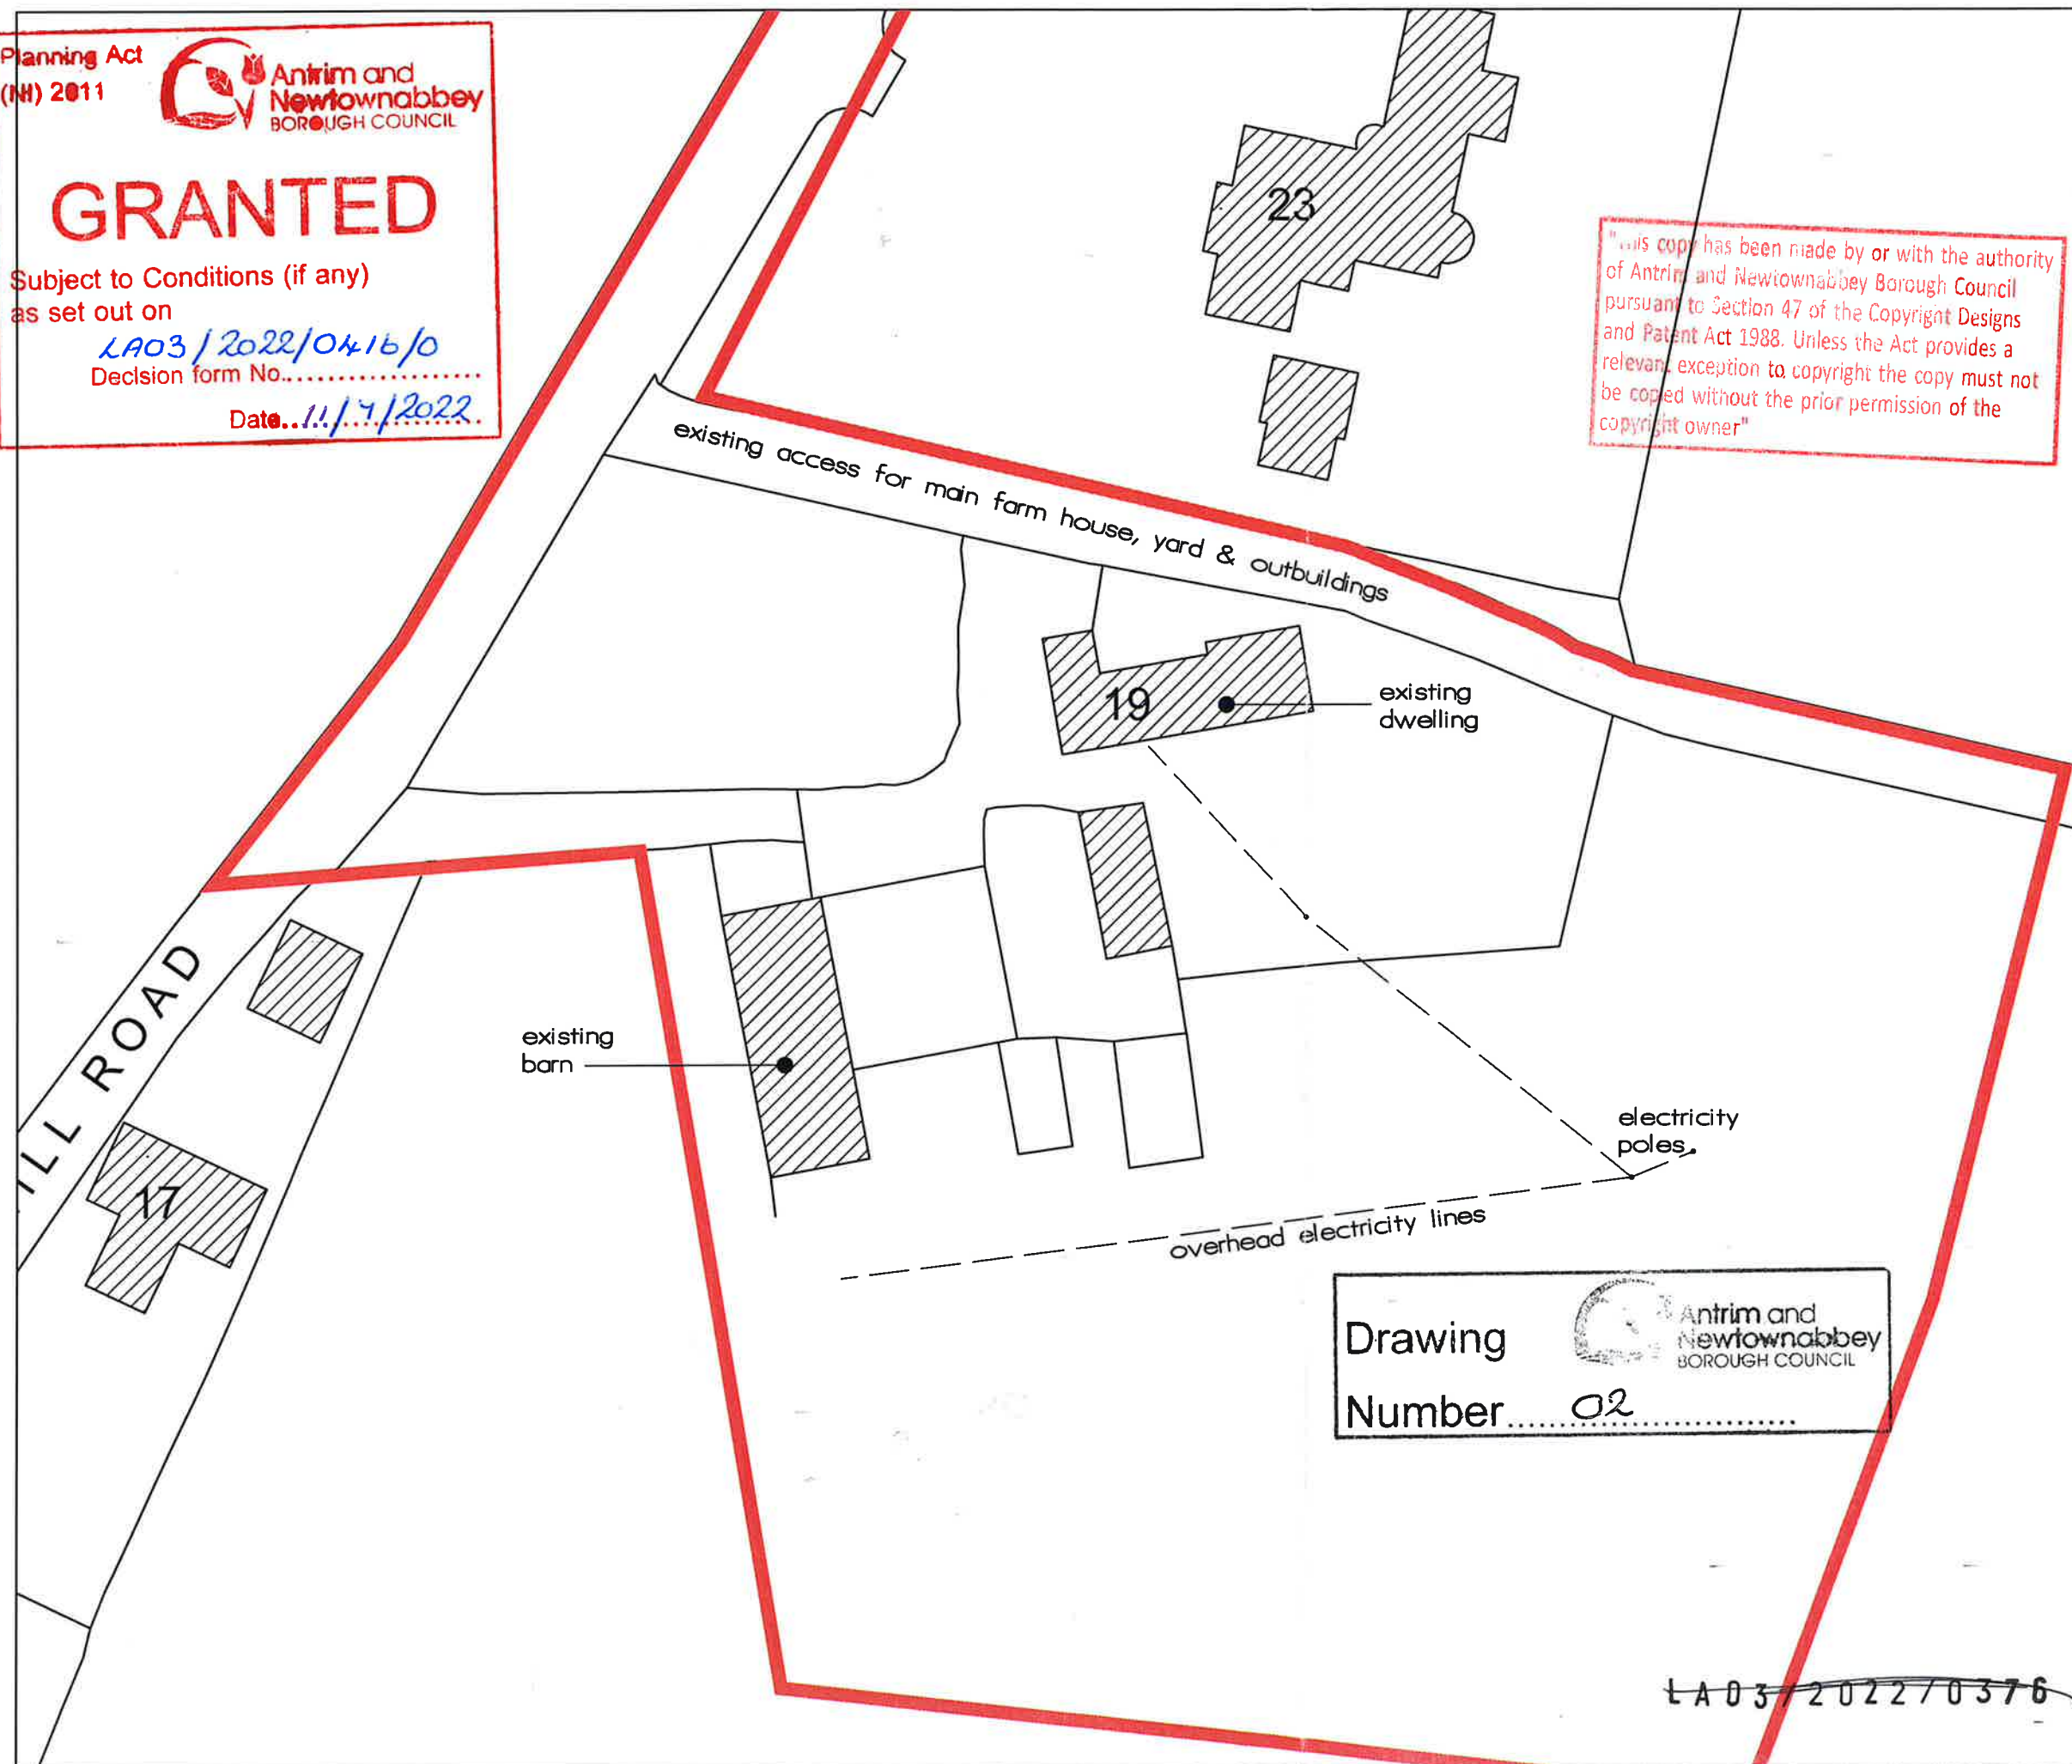 Planning Act
(NI) 2011
Antrim and
Newtownabbey
BOROUGH COUNCIL
GRANTED
Subject to Conditions (if any)
as set out on
LA03/2022/0416/O
Decision form No.....................
Date..11/7/2022.
23
"This copy has been made by or with the authority
of Antrim and Newtownabbey Borough Council
pursuant to Section 47 of the Copyright Designs
and Patent Act 1988. Unless the Act provides a
relevant exception to copyright the copy must not
be copied without the prior permission of the
copyright owner"
existing access for main farm house, yard & outbuildings
19
existing
dwelling
existing
barn
ILL ROAD
17
electricity
poles
overhead electricity lines
Drawing
Antrim and
Newtownabbey
BOROUGH COUNCIL
Number..... 02 ..........
LA03/2022/0376